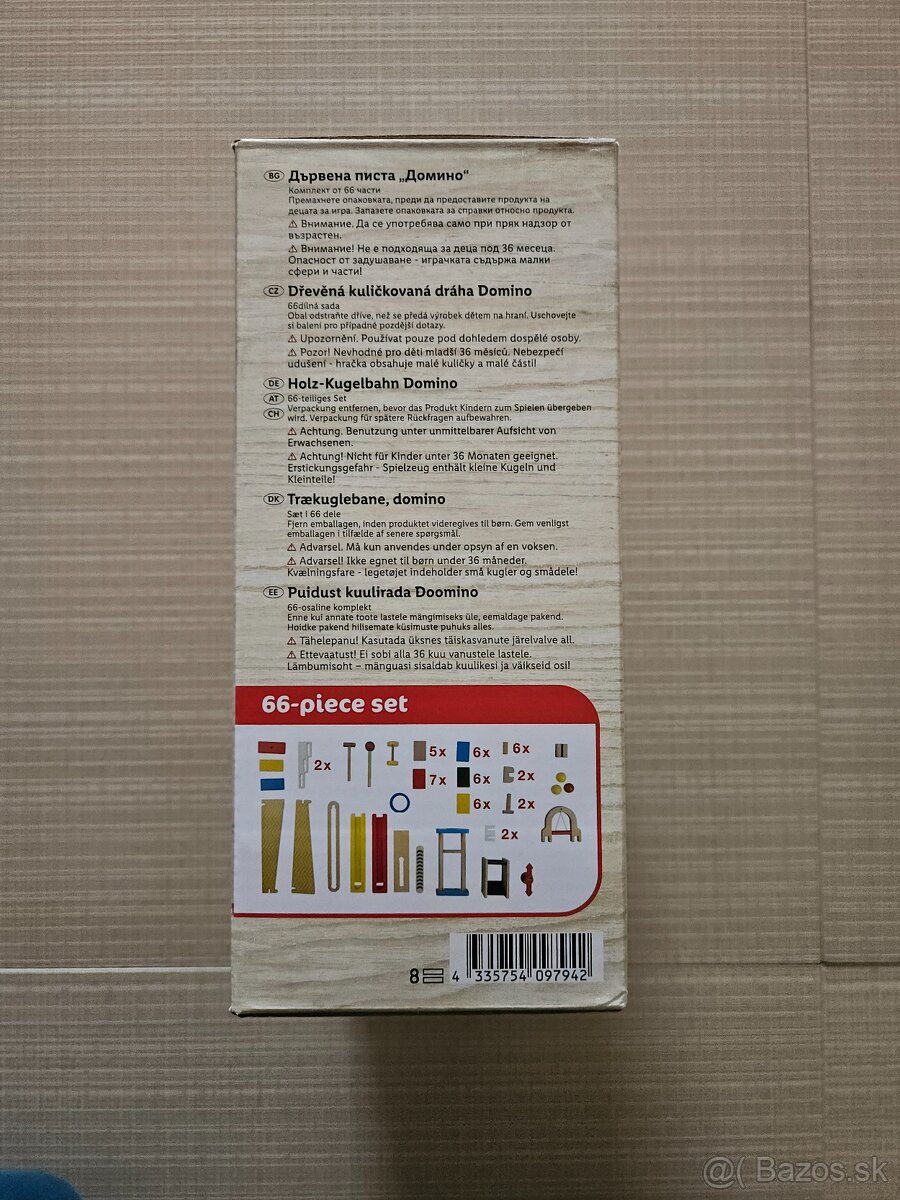 BG Дървена писта „Домино“
Комплект от 66 части
Премахнете опаковката, преди да предоставите продукта на
децата за игра. Запазете опаковката за справки относно продукта.
⚠ Внимание. Да се употребява само при пряк надзор от
възрастен.
⚠ Внимание! Не е подходяща за деца под 36 месеца.
Опасност от задушаване - играчката съдържа малки
сфери и части!
CZ Dřevěná kuličkovaná dráha Domino
66dílná sada
Obal odstraňte dříve, než se předá výrobek dětem na hraní. Uschovejte
si balení pro případné pozdější dotazy.
⚠ Upozornění. Používat pouze pod dohledem dospělé osoby.
⚠ Pozor! Nevhodné pro děti mladší 36 měsíců. Nebezpečí
udušení - hračka obsahuje malé kuličky a malé části!
DE Holz-Kugelbahn Domino
AT 66-teiliges Set
CH Verpackung entfernen, bevor das Produkt Kindern zum Spielen übergeben
wird. Verpackung für spätere Rückfragen aufbewahren.
⚠ Achtung. Benutzung unter unmittelbarer Aufsicht von
Erwachsenen.
⚠ Achtung! Nicht für Kinder unter 36 Monaten geeignet.
Erstickungsgefahr - Spielzeug enthält kleine Kugeln und
Kleinteile!
DK Trækuglebane, domino
Sæt i 66 dele
Fjern emballagen, inden produktet videregives til børn. Gem venligst
emballagen i tilfælde af senere spørgsmål.
⚠ Advarsel. Må kun anvendes under opsyn af en voksen.
⚠ Advarsel! Ikke egnet til børn under 36 måneder.
Kvælningsfare - legetøjet indeholder små kugler og smådele!
EE Puidust kuulirada Doomino
66-osaline komplekt
Enne kui annate toote lastele mängimiseks üle, eemaldage pakend.
Hoidke pakend hilisemate küsimuste puhuks alles.
⚠ Tähelepanu! Kasutada üksnes täiskasvanute järelvalve all.
⚠ Ettevaatust! Ei sobi alla 36 kuu vanustele lastele.
Lämbumisoht – mänguasi sisaldab kuulikesi ja väikseid osi!
66-piece set
2x 5x 6x 6x
7x 6x 2x
6x 2x
2x
8
4 335754 097942
@( Bazos.sk